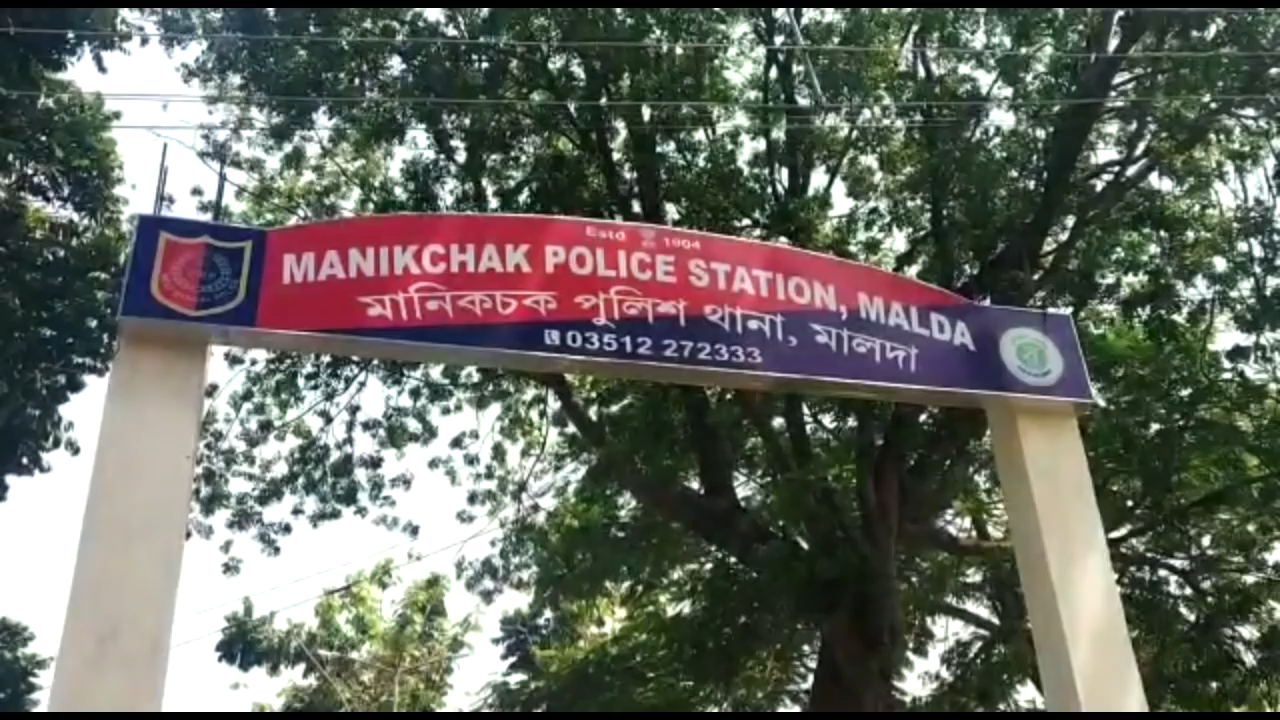 Estd 1904
MANIKCHAK POLICE STATION, MALDA
মানিকচক পুলিশ থানা, মালদা
03512 272333